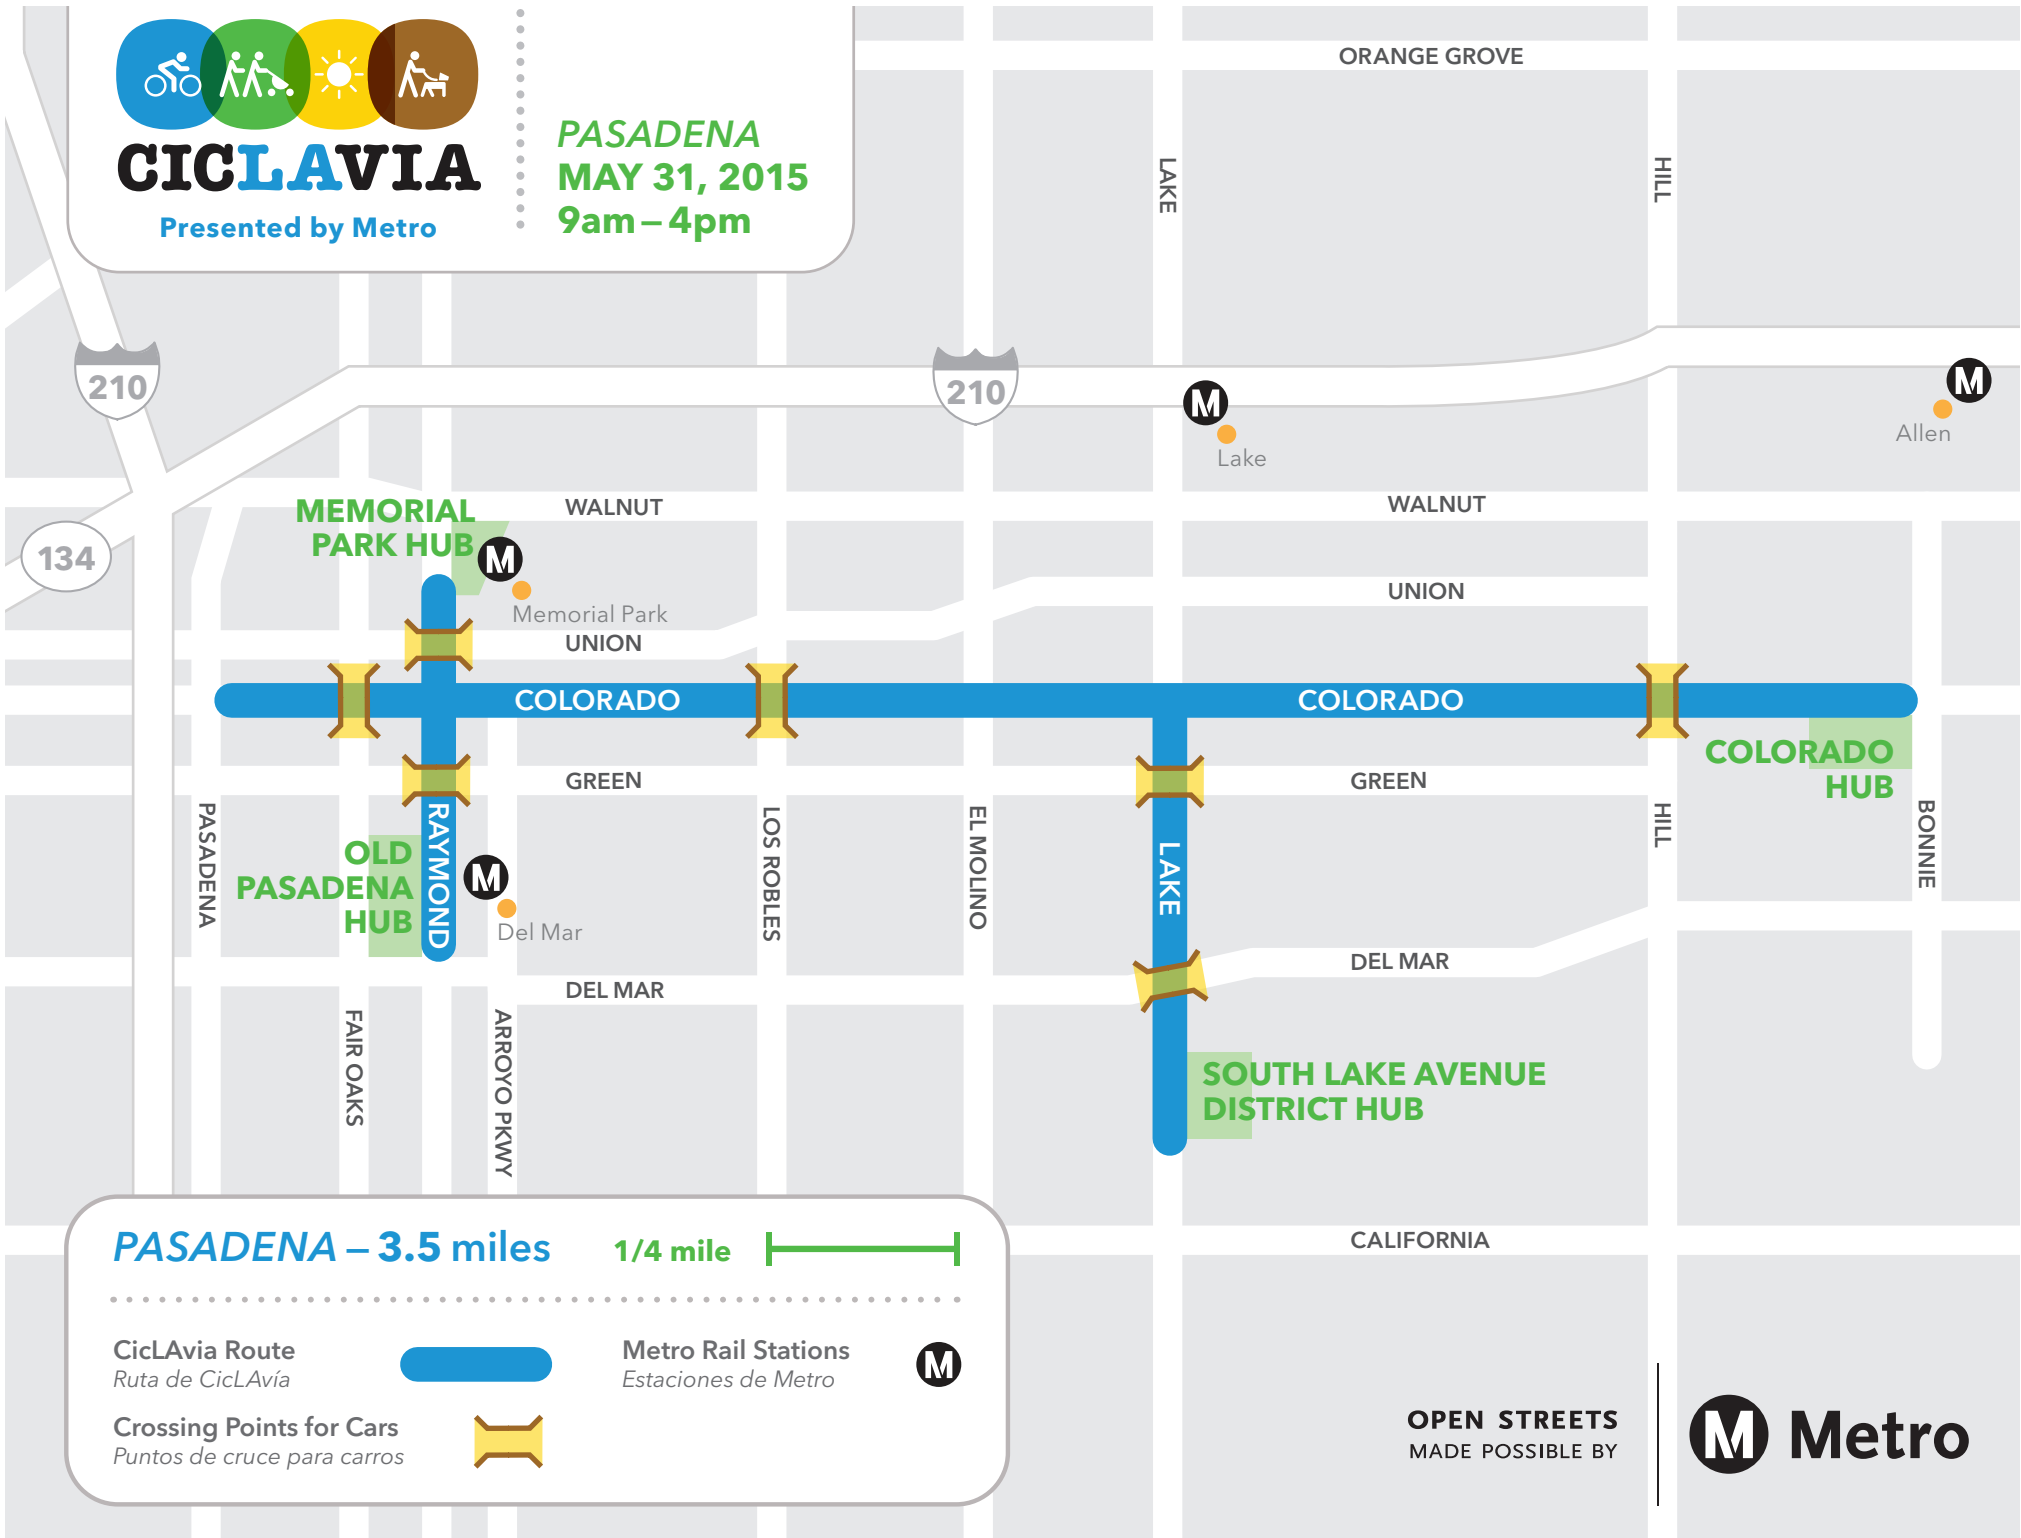 CICLAVIA
Presented by Metro
PASADENA
MAY 31, 2015
9am – 4pm
ORANGE GROVE
LAKE
HILL
210
210
M
M
Lake
Allen
134
MEMORIAL
PARK HUB
M
Memorial Park
WALNUT
WALNUT
UNION
UNION
COLORADO
COLORADO
COLORADO
HUB
GREEN
GREEN
PASADENA
RAYMOND
OLD
PASADENA
HUB
M
Del Mar
LOS ROBLES
EL MOLINO
LAKE
HILL
BONNIE
DEL MAR
DEL MAR
FAIR OAKS
ARROYO PKWY
SOUTH LAKE AVENUE
DISTRICT HUB
CALIFORNIA
PASADENA – 3.5 miles
1/4 mile
CicLAvia Route
Ruta de CicLAvía
Metro Rail Stations
Estaciones de Metro
M
Crossing Points for Cars
Puntos de cruce para carros
OPEN STREETS
MADE POSSIBLE BY
M Metro